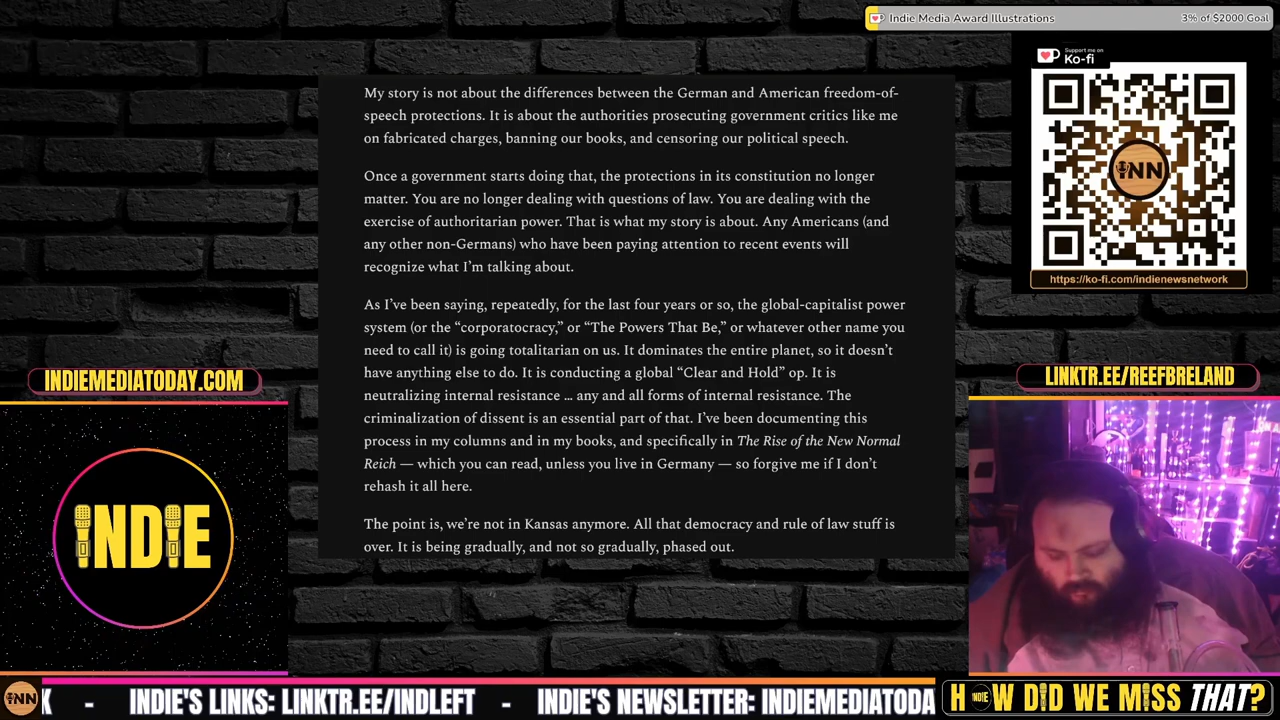 Indie Media Award Illustrations
3% of $2000 Goal
Support me on
Ko-fi
INN
https://ko-fi.com/indienewsnetwork
My story is not about the differences between the German and American freedom-of-
speech protections. It is about the authorities prosecuting government critics like me
on fabricated charges, banning our books, and censoring our political speech.
Once a government starts doing that, the protections in its constitution no longer
matter. You are no longer dealing with questions of law. You are dealing with the
exercise of authoritarian power. That is what my story is about. Any Americans (and
any other non-Germans) who have been paying attention to recent events will
recognize what I’m talking about.
As I’ve been saying, repeatedly, for the last four years or so, the global-capitalist power
system (or the “corporatocracy,” or “The Powers That Be,” or whatever other name you
need to call it) is going totalitarian on us. It dominates the entire planet, so it doesn’t
have anything else to do. It is conducting a global “Clear and Hold” op. It is
neutralizing internal resistance … any and all forms of internal resistance. The
criminalization of dissent is an essential part of that. I’ve been documenting this
process in my columns and in my books, and specifically in The Rise of the New Normal
Reich — which you can read, unless you live in Germany — so forgive me if I don’t
rehash it all here.
The point is, we’re not in Kansas anymore. All that democracy and rule of law stuff is
over. It is being gradually, and not so gradually, phased out.
INDIEMEDIATODAY.COM
LINKTR.EE/REEFBRELAND
INDIE
INN
K - INDIE'S LINKS: LINKTR.EE/INDLEFT - INDIE'S NEWSLETTER: INDIEMEDIATODA
HOW DID WE MISS THAT?